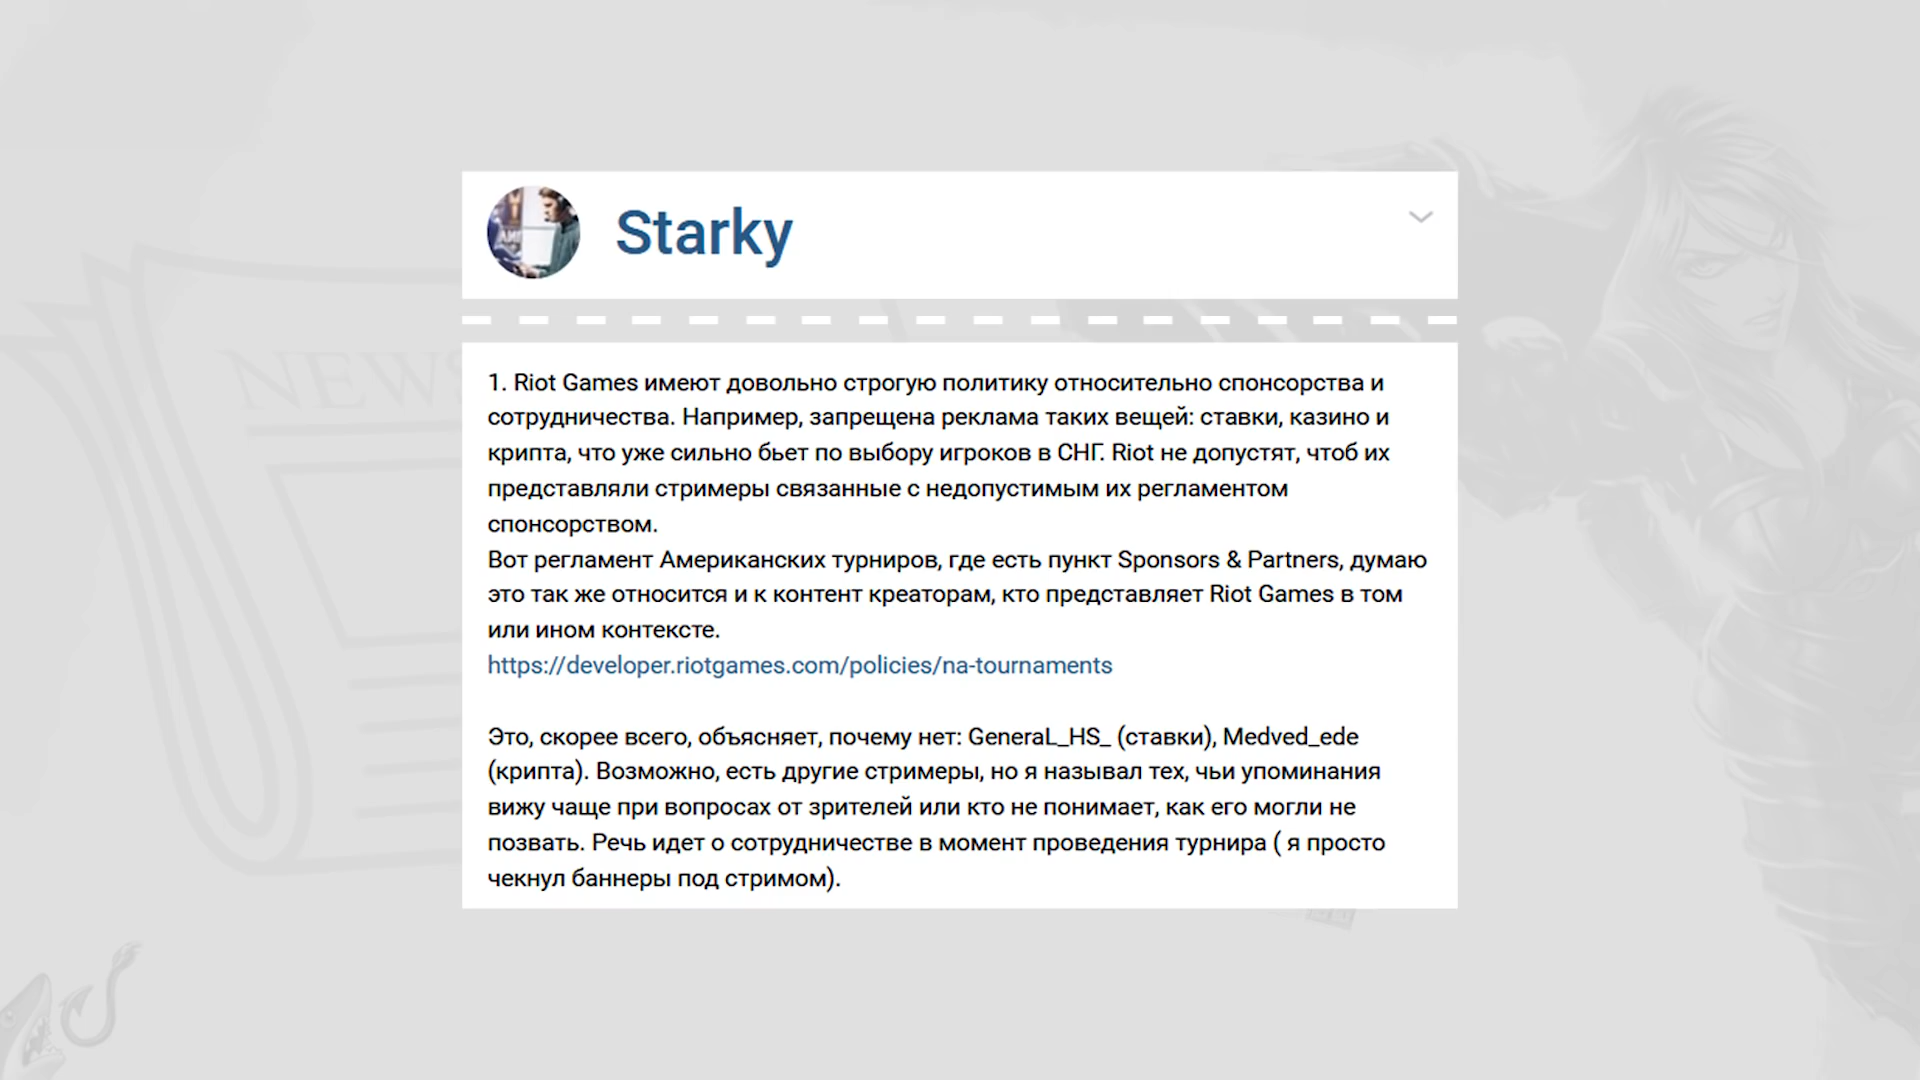 Starky
NEWS
1. Riot Games имеют довольно строгую политику относительно спонсорства и
сотрудничества. Например, запрещена реклама таких вещей: ставки, казино и
крипта, что уже сильно бьет по выбору игроков в СНГ. Riot не допустят, чтоб их
представляли стримеры связанные с недопустимым их регламентом
спонсорством.
Вот регламент Американских турниров, где есть пункт Sponsors & Partners, думаю
это так же относится и к контент креаторам, кто представляет Riot Games в том
или ином контексте.
https://developer.riotgames.com/policies/na-tournaments
Это, скорее всего, объясняет, почему нет: GeneraL_HS_ (ставки), Medved_ede
(крипта). Возможно, есть другие стримеры, но я называл тех, чьи упоминания
вижу чаще при вопросах от зрителей или кто не понимает, как его могли не
позвать. Речь идет о сотрудничестве в момент проведения турнира ( я просто
чекнул баннеры под стримом).